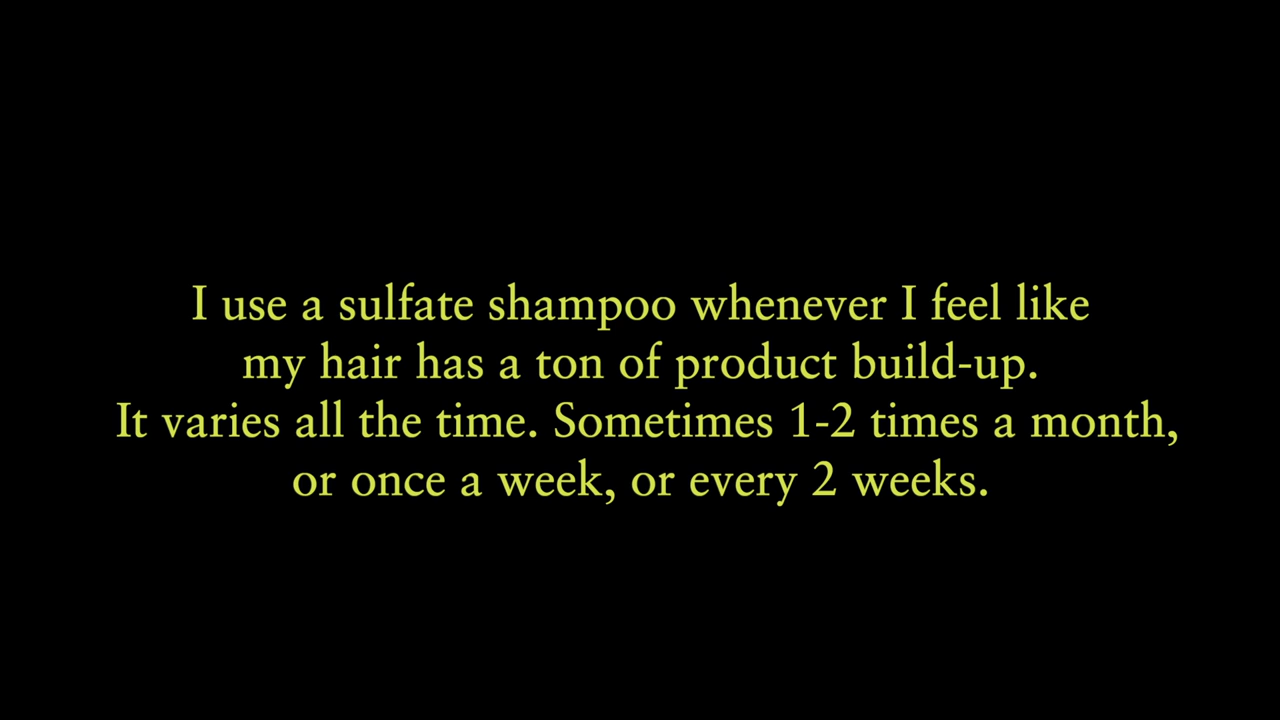 I use a sulfate shampoo whenever I feel like
my hair has a ton of product build-up.
It varies all the time. Sometimes 1-2 times a month,
or once a week, or every 2 weeks.